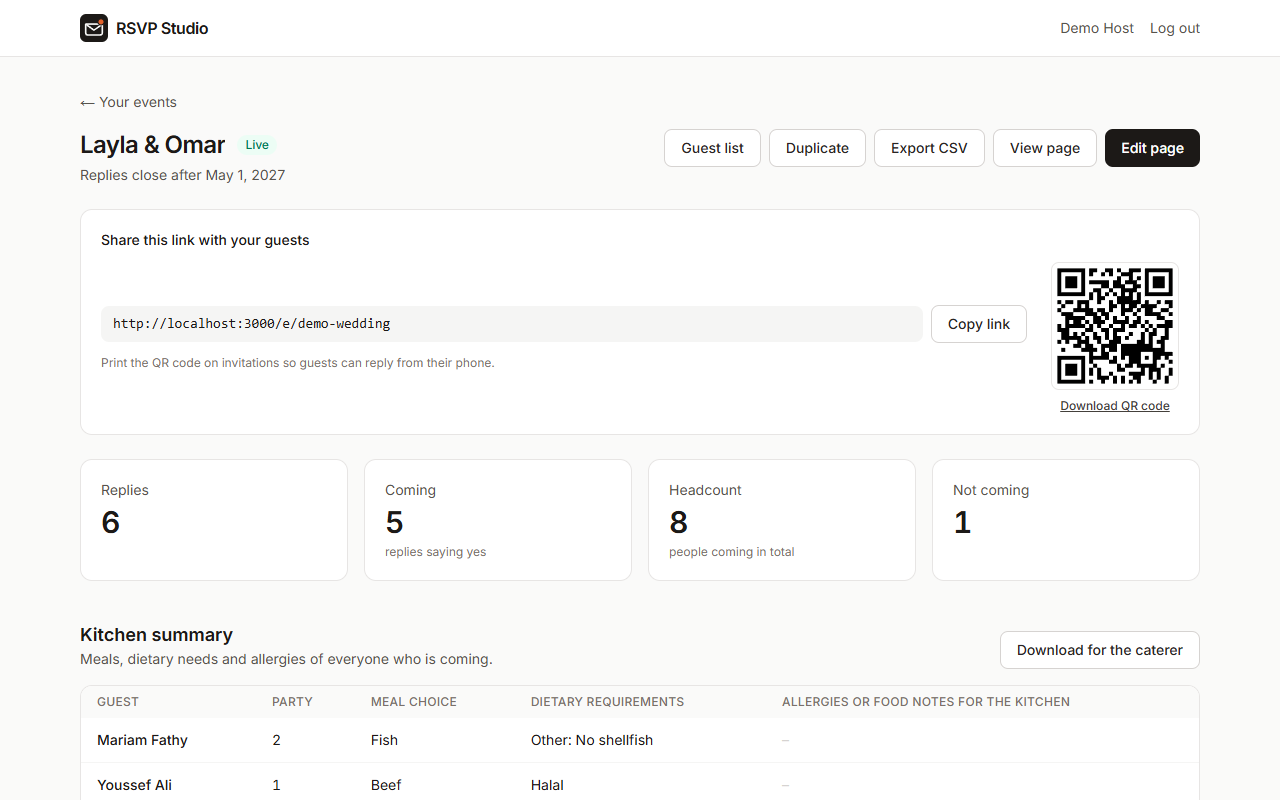 RSVP Studio
Demo Host Log out
← Your events
Layla & Omar Live
Replies close after May 1, 2027
Guest list Duplicate Export CSV View page Edit page
Share this link with your guests
http://localhost:3000/e/demo-wedding Copy link
Print the QR code on invitations so guests can reply from their phone.
Download QR code
Replies
6
Coming
5
replies saying yes
Headcount
8
people coming in total
Not coming
1
Kitchen summary
Meals, dietary needs and allergies of everyone who is coming.
Download for the caterer
GUEST PARTY MEAL CHOICE DIETARY REQUIREMENTS ALLERGIES OR FOOD NOTES FOR THE KITCHEN
Mariam Fathy 2 Fish Other: No shellfish –
Youssef Ali 1 Beef Halal –